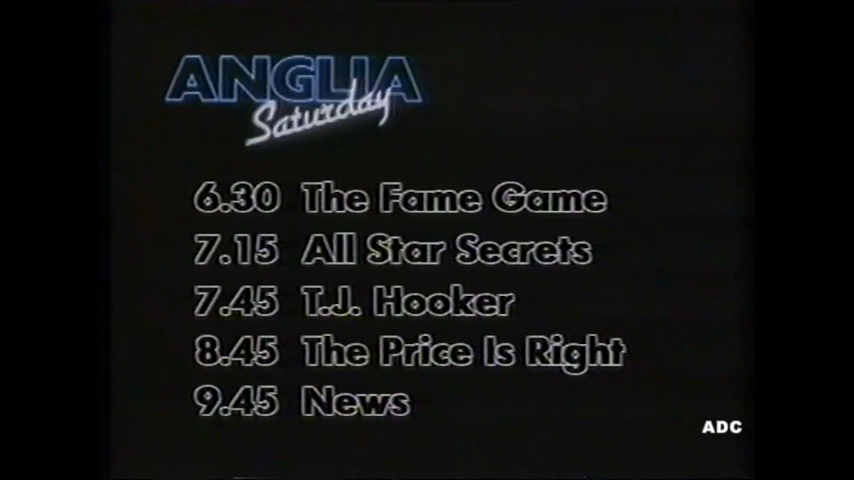 ANGLIA
Saturday
6.30 The Fame Game
7.15 All Star Secrets
7.45 T.J. Hooker
8.45 The Price Is Right
9.45 News
ADC